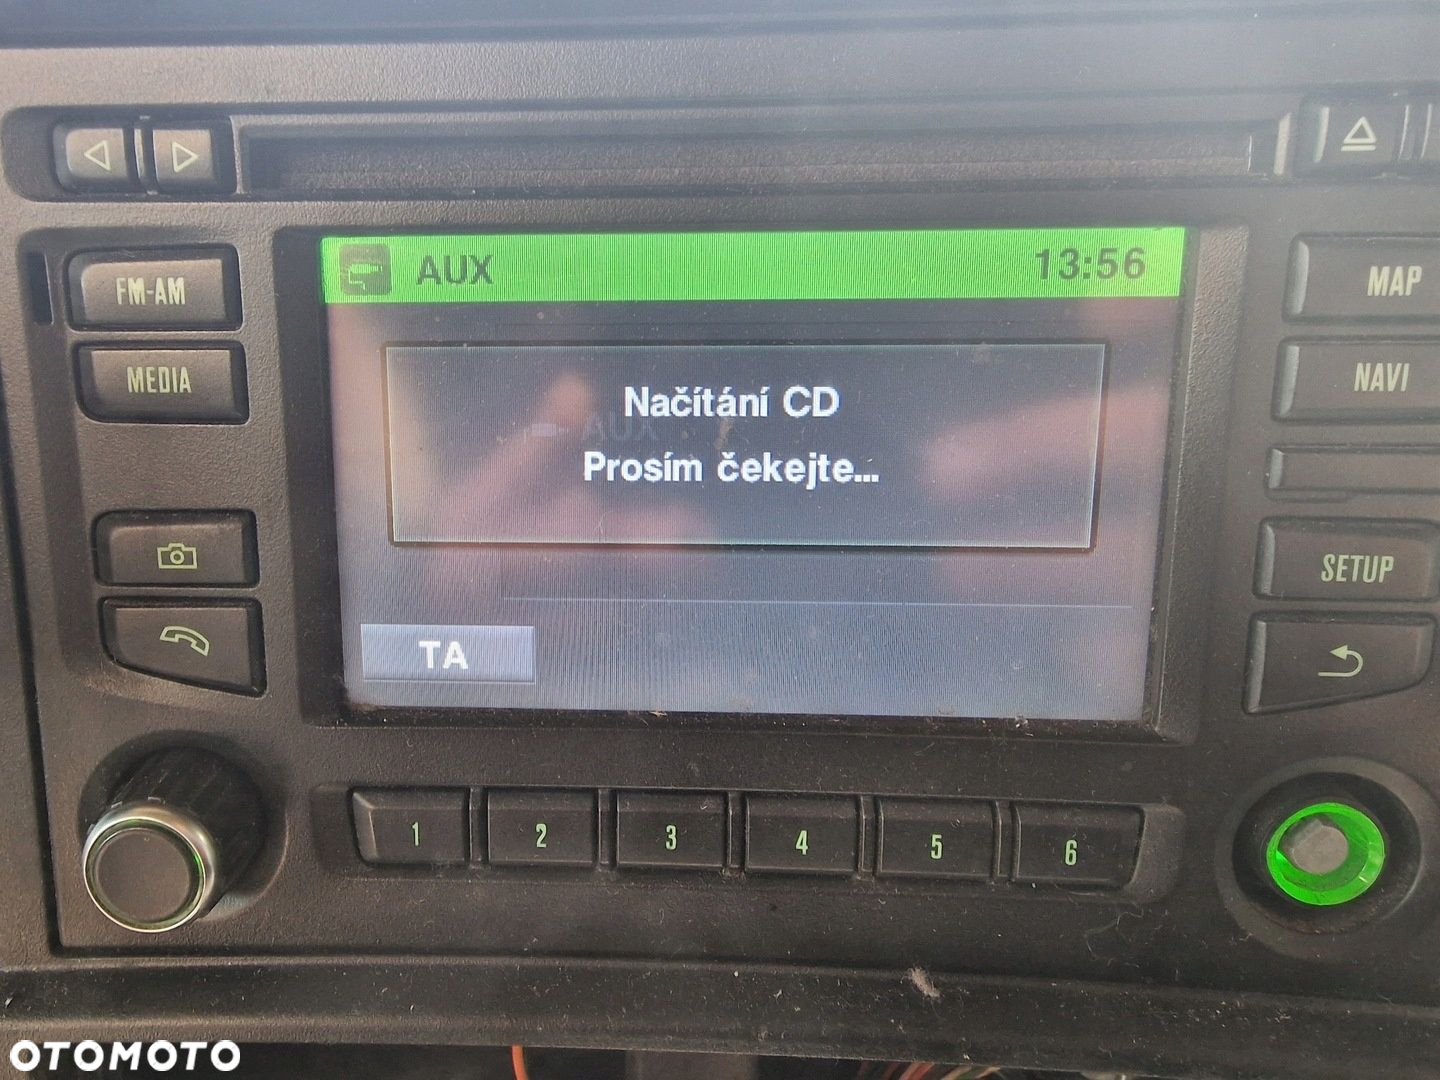 FM-AM
MEDIA
AUX
13:56
Načítání CD
AUX
Prosím čekejte...
TA
MAP
NAVI
SETUP
1
2
3
4
5
6
OTOMOTO